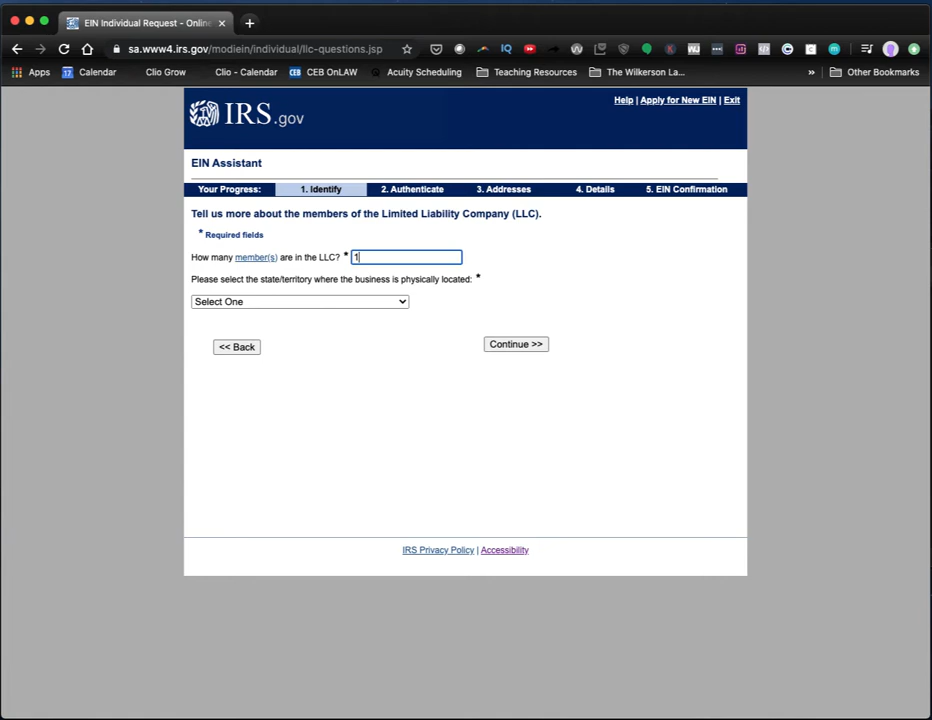 EIN Individual Request - Online
sa.www4.irs.gov/modiein/individual/llc-questions.jsp
Apps
Calendar
Clio Grow
Clio - Calendar
CEB OnLAW
Acuity Scheduling
Teaching Resources
The Wilkerson La...
»
Other Bookmarks
IRS.gov
Help | Apply for New EIN | Exit
EIN Assistant
Your Progress: 1. Identify 2. Authenticate 3. Addresses 4. Details 5. EIN Confirmation
Tell us more about the members of the Limited Liability Company (LLC).
* Required fields
How many member(s) are in the LLC? * 1
Please select the state/territory where the business is physically located: *
Select One
<< Back
Continue >>
IRS Privacy Policy | Accessibility